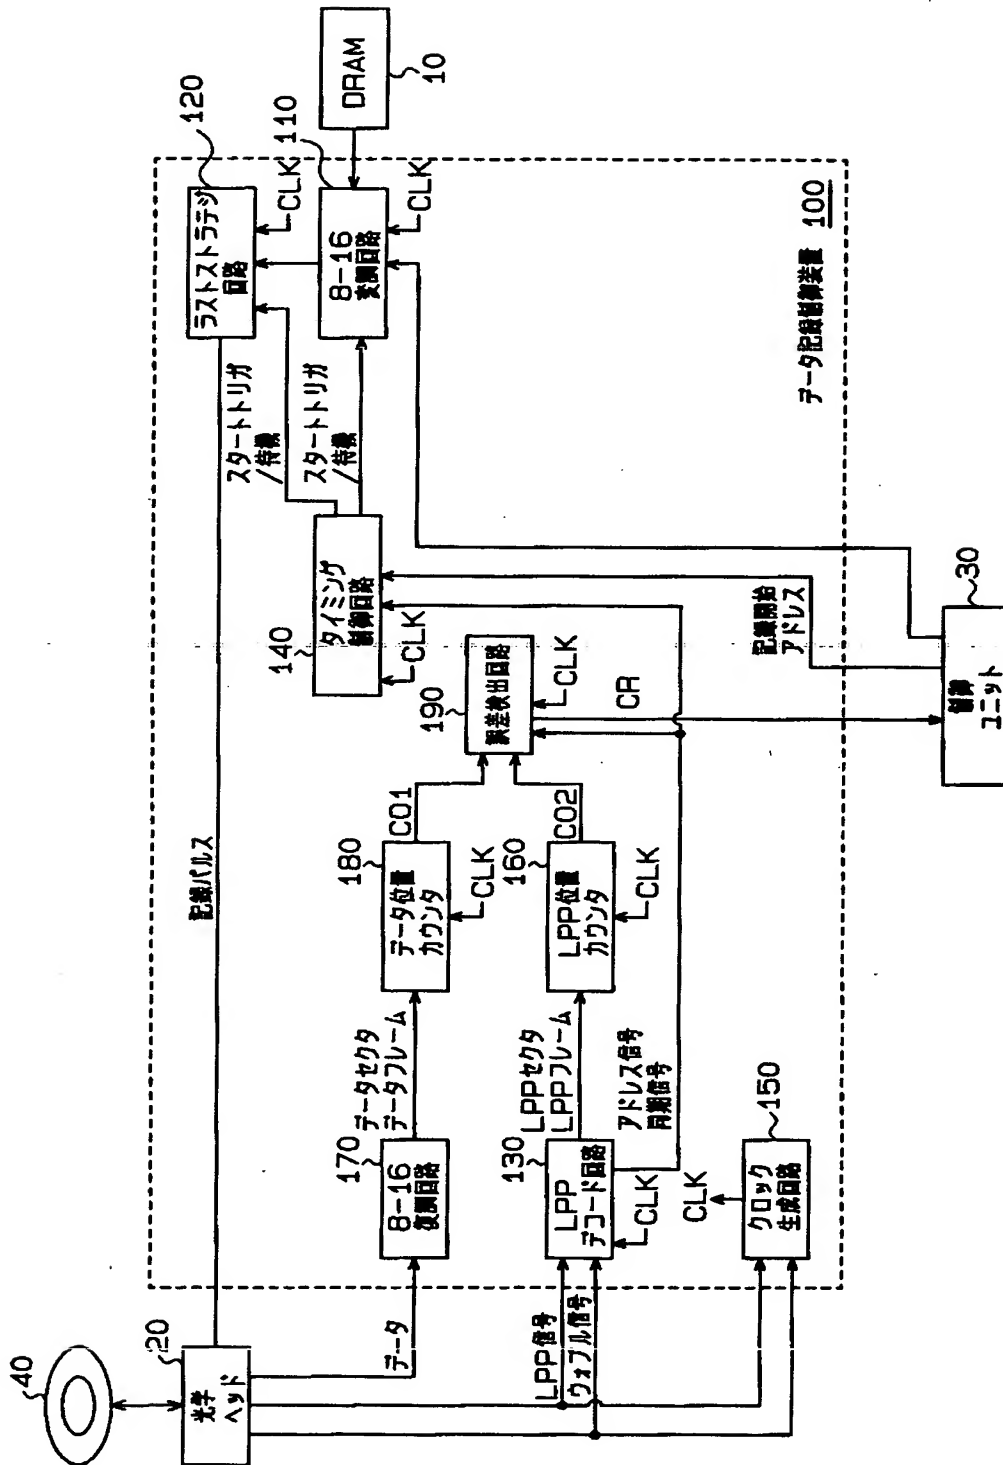 40
20
光学
ヘッド
記録パルス
データ
LPP信号
ウォブル信号
170
8-16
復調回路
データセクタ
データフレーム
180
データ位置
カウンタ
CLK
CO1
130
LPP
デコード回路
CLK
LPPセクタ
LPPフレーム
160
LPP位置
カウンタ
CLK
CO2
アドレス信号
同期信号
150
クロック
生成回路
CLK
190
誤差検出回路
CLK
CR
140
タイミング
制御回路
CLK
スタートトリガ
/待機
スタートトリガ
/待機
120
ラストストラテジ
回路
CLK
110
8-16
変調回路
CLK
DRAM
10
データ記録制御装置
100
記録開始
アドレス
30
制御
ユニット